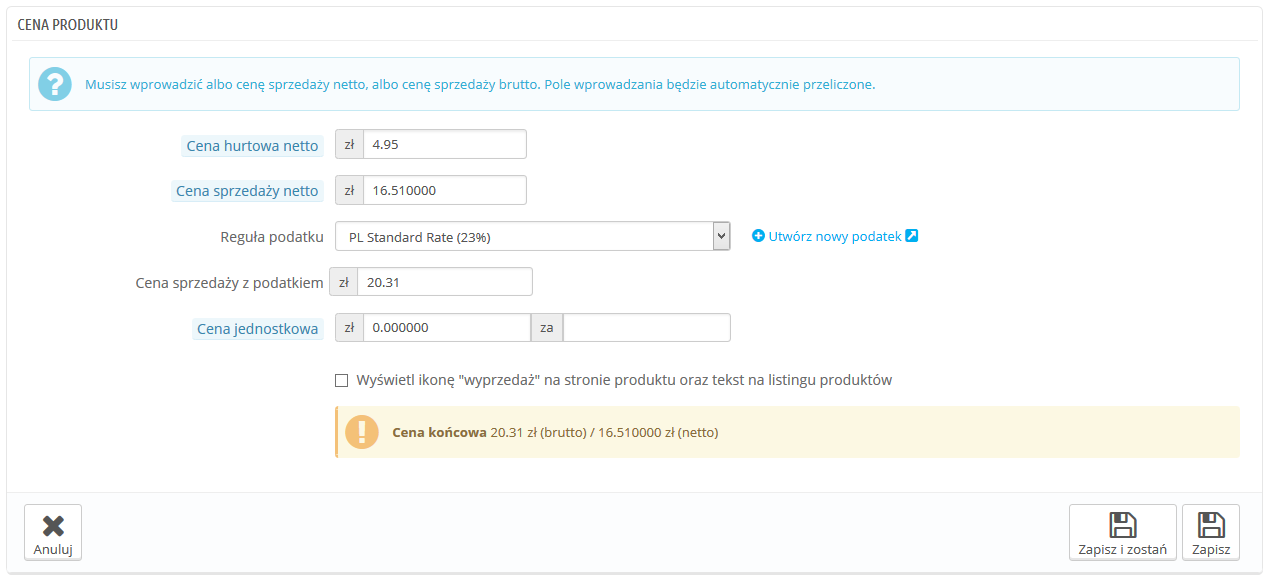 CENA PRODUKTU
Musisz wprowadzić albo cenę sprzedaży netto, albo cenę sprzedaży brutto. Pole wprowadzania będzie automatycznie przeliczone.
Cena hurtowa netto zł 4.95
Cena sprzedaży netto zł 16.510000
Reguła podatku PL Standard Rate (23%) Utwórz nowy podatek
Cena sprzedaży z podatkiem zł 20.31
Cena jednostkowa zł 0.000000 za
Wyświetl ikonę "wyprzedaż" na stronie produktu oraz tekst na listingu produktów
Cena końcowa 20.31 zł (brutto) / 16.510000 zł (netto)
Anuluj Zapisz i zostań Zapisz